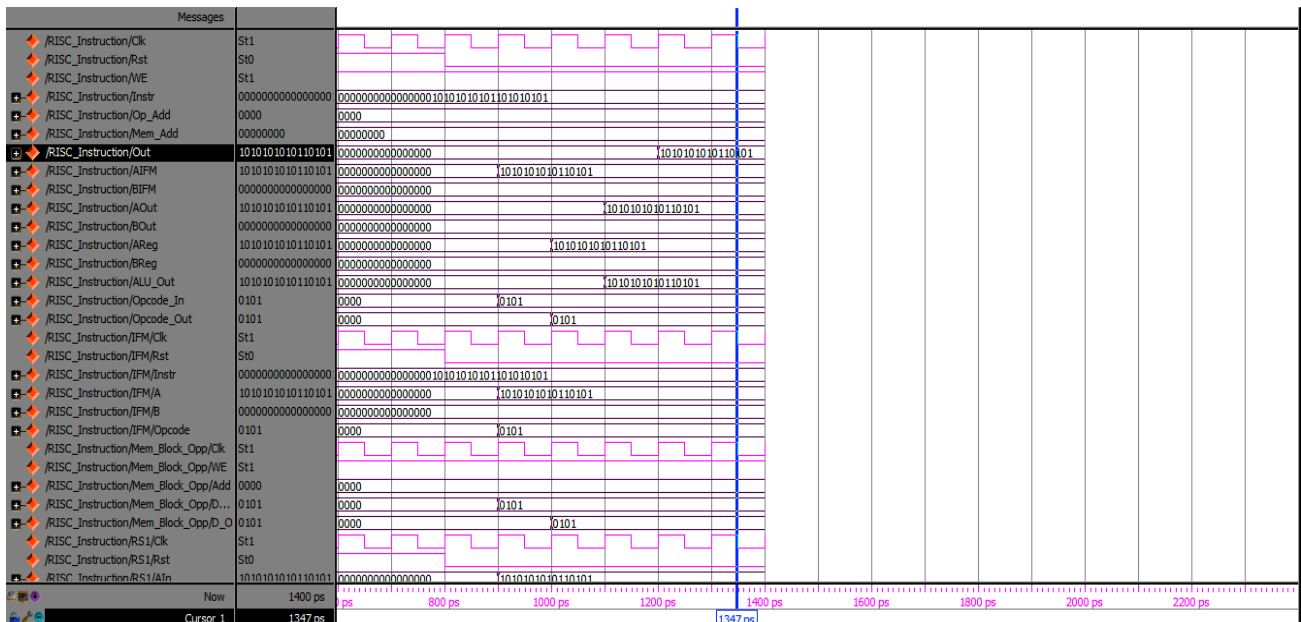 Messages
/RISC_Instruction/Clk St1
/RISC_Instruction/Rst St0
/RISC_Instruction/WE St1
/RISC_Instruction/Instr 0000000000000000 00000000000000001010101010110101 0101
/RISC_Instruction/Op_Add 0000 0000
/RISC_Instruction/Mem_Add 00000000 00000000
/RISC_Instruction/Out 1010101010110101 0000000000000000 1010101010110101
/RISC_Instruction/AIFM 1010101010110101 0000000000000000 1010101010110101
/RISC_Instruction/BIFM 0000000000000000 0000000000000000
/RISC_Instruction/AOut 1010101010110101 0000000000000000 1010101010110101
/RISC_Instruction/BOut 0000000000000000 0000000000000000
/RISC_Instruction/AReg 1010101010110101 0000000000000000 1010101010110101
/RISC_Instruction/BReg 0000000000000000 0000000000000000
/RISC_Instruction/ALU_Out 1010101010110101 0000000000000000 1010101010110101
/RISC_Instruction/Opcode_In 0101 0000 0101
/RISC_Instruction/Opcode_Out 0101 0000 0101
/RISC_Instruction/IFM/Clk St1
/RISC_Instruction/IFM/Rst St0
/RISC_Instruction/IFM/Instr 0000000000000000
/RISC_Instruction/IFM/A 1010101010110101 0000000000000000 1010101010110101
/RISC_Instruction/IFM/B 0000000000000000 0000000000000000
/RISC_Instruction/IFM/Opcode 0101 0000 0101
/RISC_Instruction/Mem_Block_Opp/Clk St1
/RISC_Instruction/Mem_Block_Opp/WE St1
/RISC_Instruction/Mem_Block_Opp/Add 0000 0000
/RISC_Instruction/Mem_Block_Opp/D... 0101 0000 0101
/RISC_Instruction/Mem_Block_Opp/D_O 0101 0000 0101
/RISC_Instruction/RS1/Clk St1
/RISC_Instruction/RS1/Rst St0
/RISC_Instruction/RS1/AIn 1010101010110101 0000000000000000 1010101010110101
Now 1400 ps ps 800 ps 1000 ps 1200 ps 1400 ps 1600 ps 1800 ps 2000 ps 2200 ps
Cursor 1 1347 ps 1347 ps